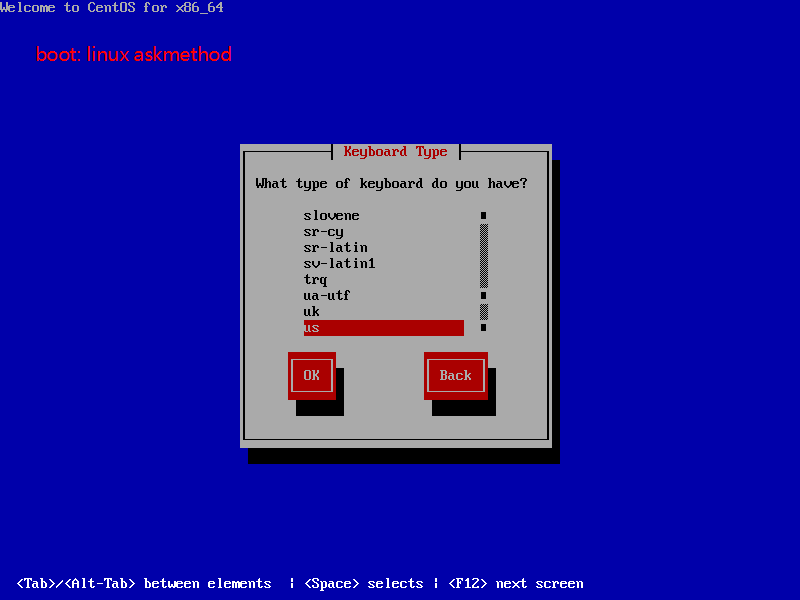 Welcome to CentOS for x86_64
boot: linux askmethod
Keyboard Type
What type of keyboard do you have?
slovene
sr-cy
sr-latin
sv-latin1
trq
ua-utf
uk
us
OK Back
<Tab>/<Alt-Tab> between elements | <Space> selects | <F12> next screen